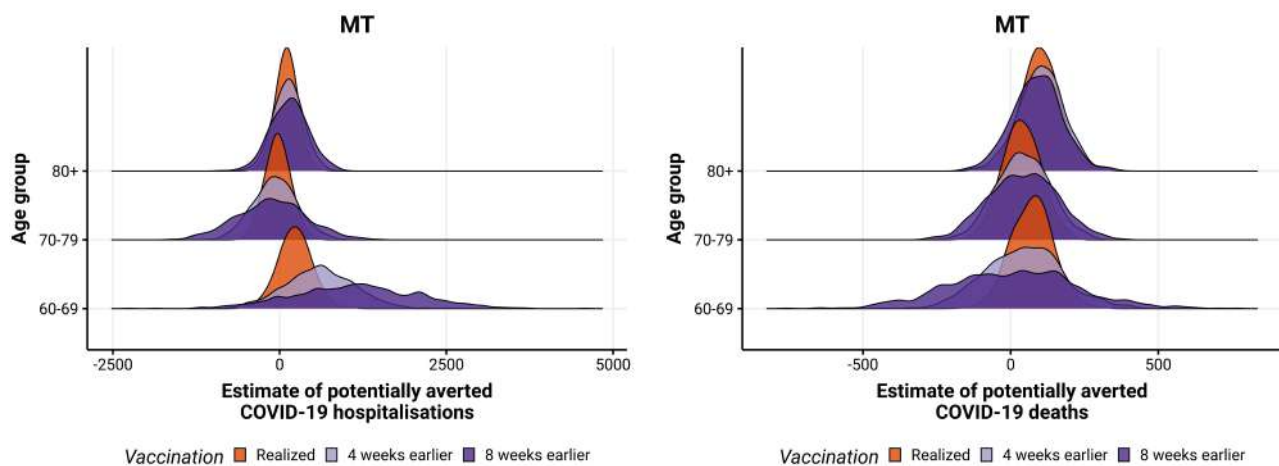 MT
Age group
80+
70-79
60-69
-2500 0 2500 5000
Estimate of potentially averted
COVID-19 hospitalisations
Vaccination Realized 4 weeks earlier 8 weeks earlier
MT
Age group
80+
70-79
60-69
-500 0 500
Estimate of potentially averted
COVID-19 deaths
Vaccination Realized 4 weeks earlier 8 weeks earlier